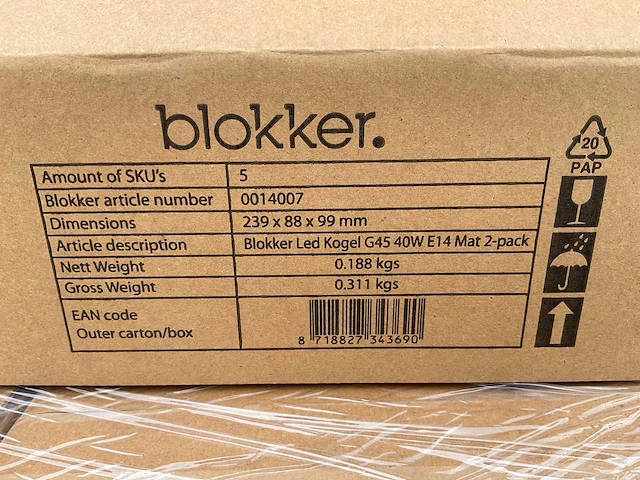 blokker.
20
PAP
Amount of SKU's 5
Blokker article number 0014007
Dimensions 239 x 88 x 99 mm
Article description Blokker Led Kogel G45 40W E14 Mat 2-pack
Nett Weight 0.188 kgs
Gross Weight 0.311 kgs
EAN code
Outer carton/box
8 718827 343690